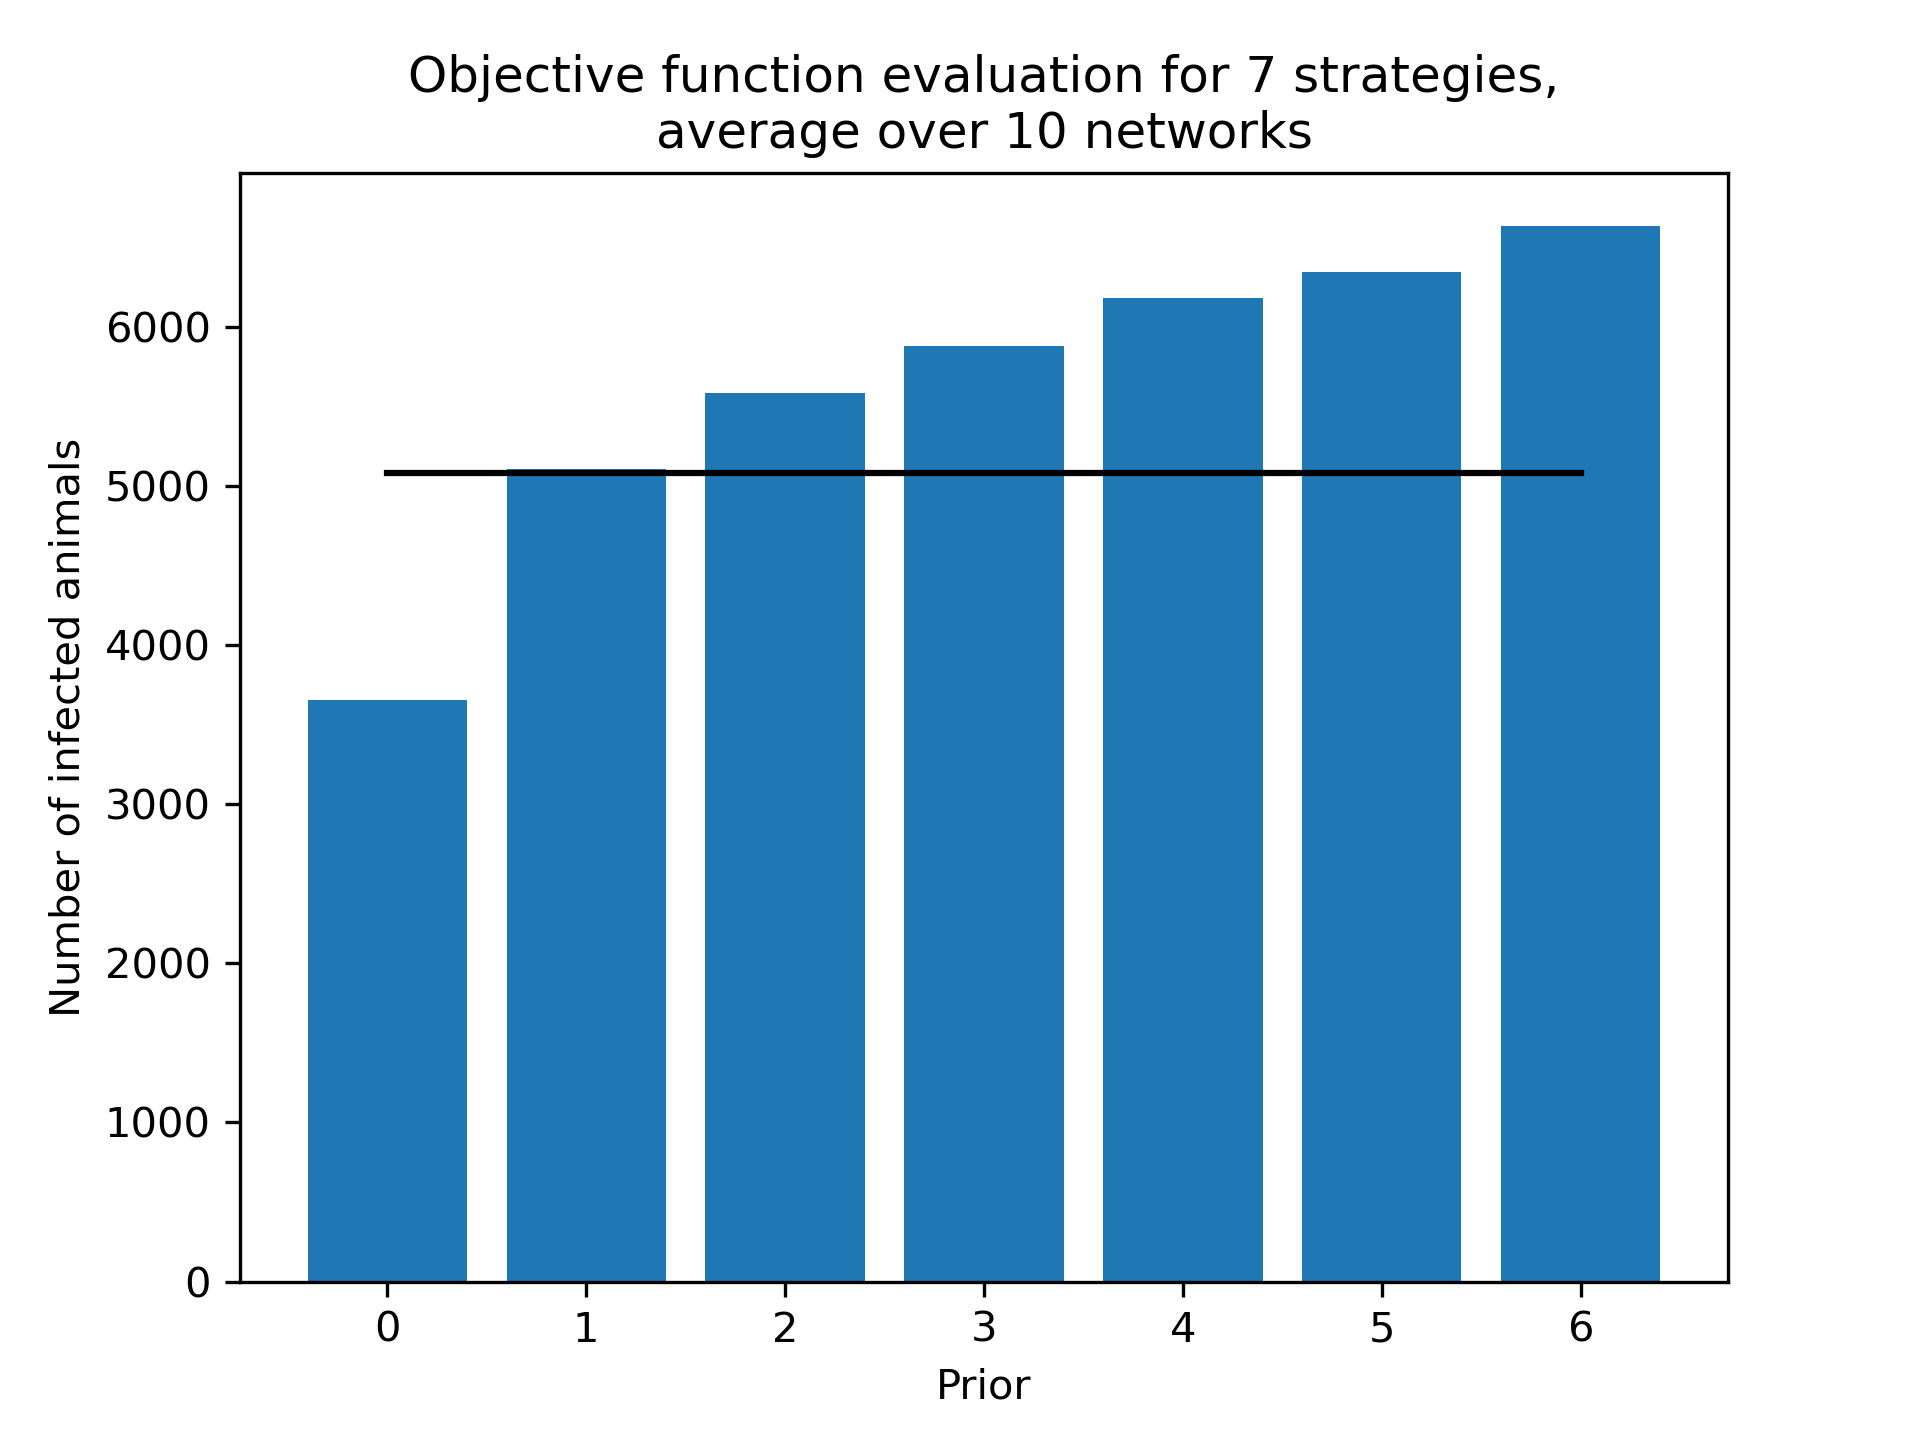 Objective function evaluation for 7 strategies,
average over 10 networks
Number of infected animals
6000
5000
4000
3000
2000
1000
0
0 1 2 3 4 5 6
Prior